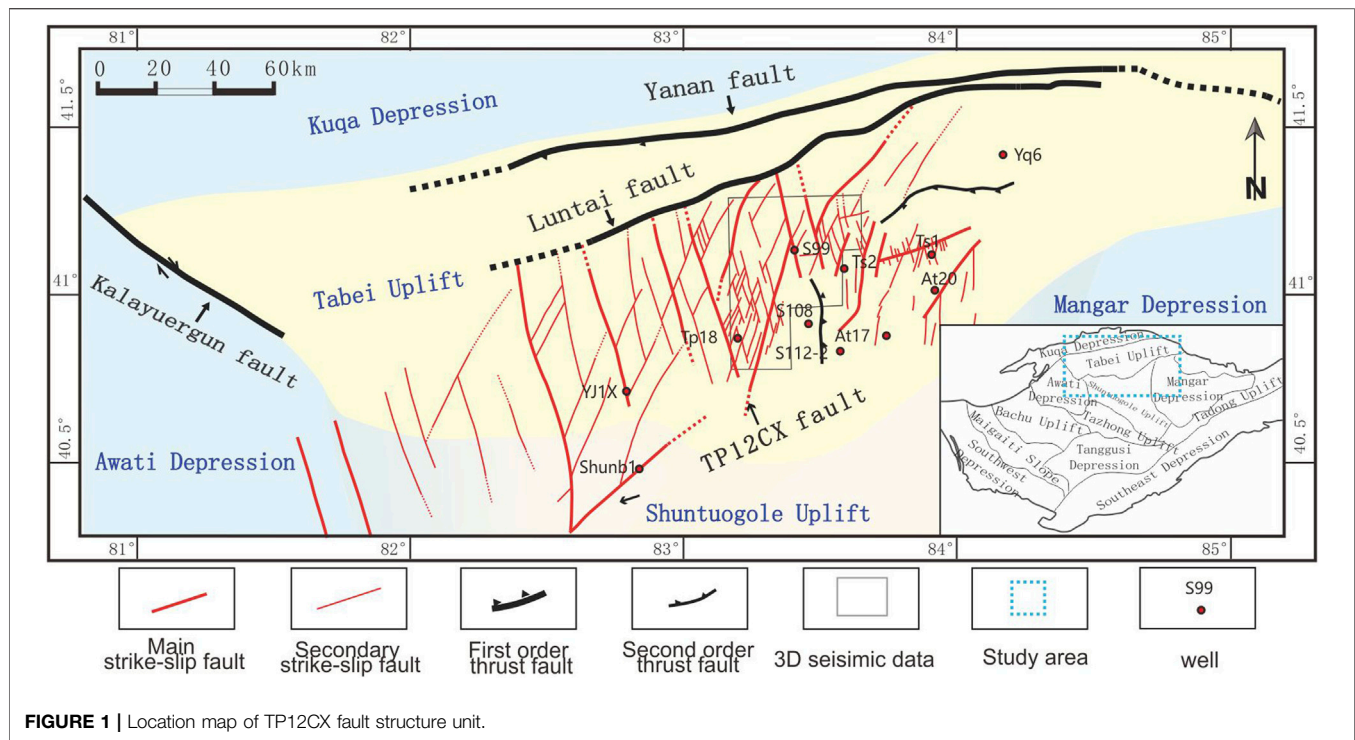 81° 82° 83° 84° 85°
0 20 40 60km
41.5°
41.5°
Kuqa Depression
Yanan fault
Yq6
N
Luntai fault
Tabei Uplift
Kalayuergun fault
41°
41°
S99
Ts2
Ts1
At20
Mangar Depression
S108
Tp18
S112-2
At17
YJ1X
TP12CX fault
40.5°
40.5°
Awati Depression
Shunb1
Shuntuogole Uplift
Kuqa Depression
Tabei Uplift
Awati
Depression
Shuntuogole Uplift
Mangar
Depression
Tadong Uplift
Bachu Uplift
Tazhong Uplift
Maigaiti Slope
Tanggusi
Depression
Southwest
Depression
Southeast Depression
81° 82° 83° 84° 85°
S99
Main
strike-slip fault
Secondary
strike-slip fault
First order
thrust fault
Second order
thrust fault
3D seisimic data
Study area
well
FIGURE 1 | Location map of TP12CX fault structure unit.